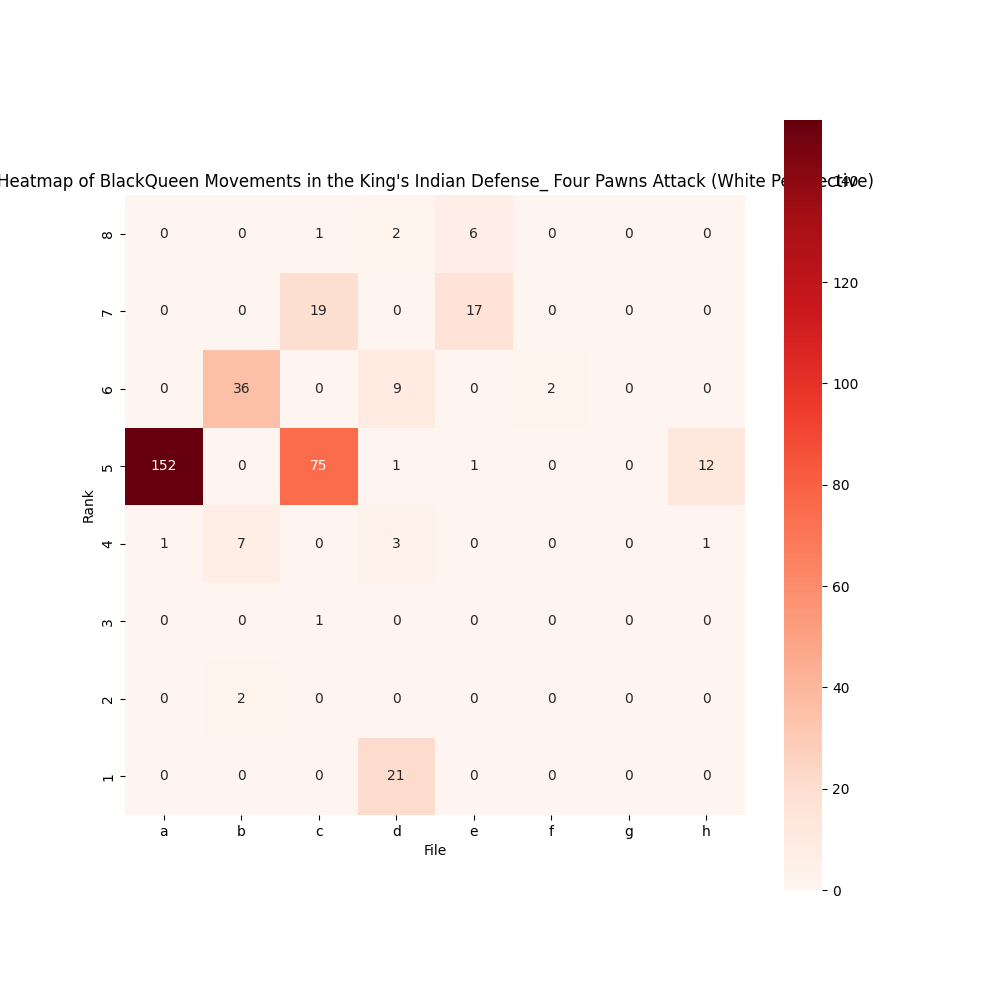 Heatmap of BlackQueen Movements in the King's Indian Defense_ Four Pawns Attack (White Pe ective)
140
8 0 0 1 2 6 0 0 0
120
7 0 0 19 0 17 0 0 0
100
6 0 36 0 9 0 2 0 0
80
5 152 0 75 1 1 0 0 12
Rank
60
4 1 7 0 3 0 0 0 1
3 0 0 1 0 0 0 0 0
40
2 0 2 0 0 0 0 0 0
20
1 0 0 0 21 0 0 0 0
a b c d e f g h
File
0